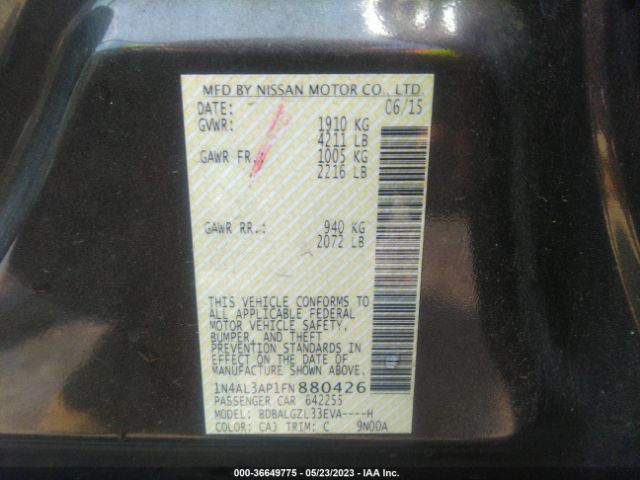 MFD BY NISSAN MOTOR CO., LTD.
DATE: 06/15
GVWR: 1910 KG
4211 LB
GAWR FR. 1005 KG
2216 LB
GAWR RR.: 940 KG
2072 LB
THIS VEHICLE CONFORMS TO
ALL APPLICABLE FEDERAL
MOTOR VEHICLE SAFETY,
BUMPER, AND THEFT
PREVENTION STANDARDS IN
EFFECT ON THE DATE OF
MANUFACTURE SHOWN ABOVE.
1N4AL3AP1FN880426
PASSENGER CAR 642255
MODEL: BDBALGZL33EVA----H
COLOR: CAJ TRIM: C 9N00A
000-36649775 - 05/23/2023 - IAA Inc.